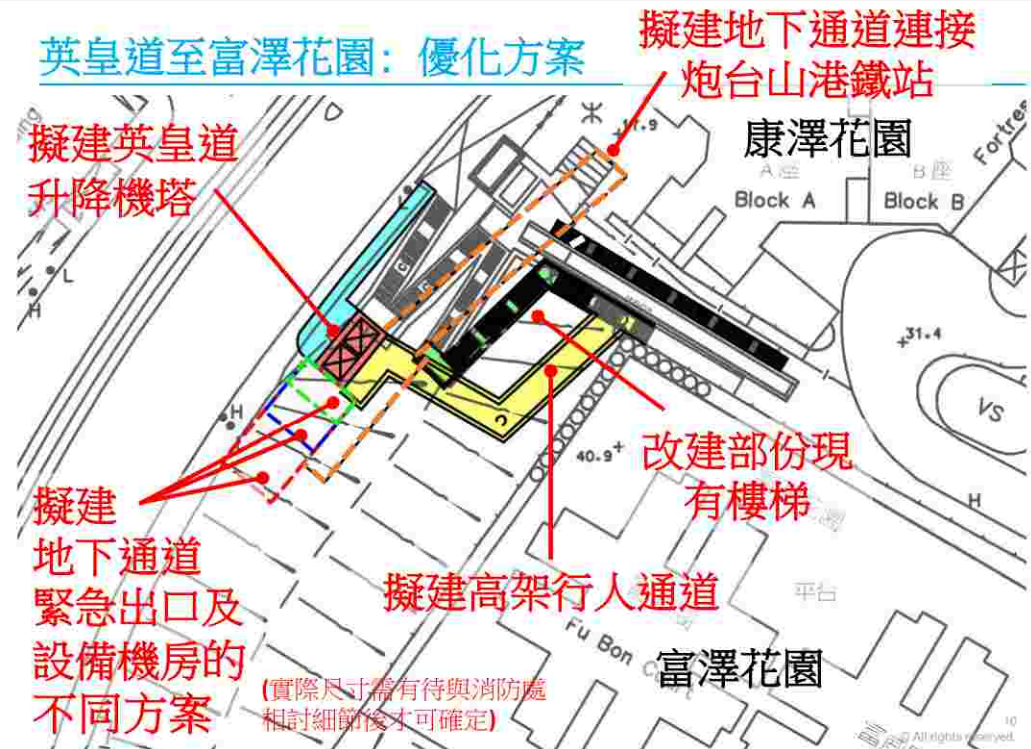 英皇道至富澤花園：優化方案
擬建地下通道連接
炮台山港鐵站
擬建英皇道
升降機塔
17.9
康澤花園
A座
Block A
B座
Block B
L
L
H
31.4
VS
H
40.9
H
改建部份現
有樓梯
擬建
地下通道
緊急出口及
設備機房的
不同方案
擬建高架行人通道
平台
Fu Bon Court
富澤花園
(實際尺寸需有待與消防處
相討細節後才可確定)
10
© All rights reserved.